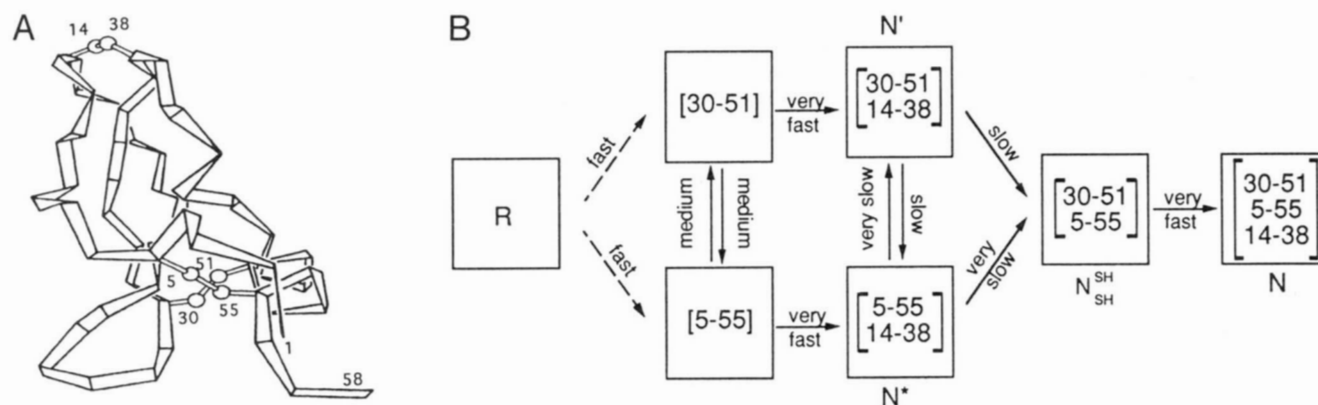 A
14 38
5
51
30
55
1
58
B
R
fast
fast
[30-51]
medium
medium
[5-55]
very
fast
very
fast
N'
30-51
14-38
very slow
slow
5-55
14-38
N*
slow
very
slow
30-51
5-55
N SH SH
very
fast
30-51
5-55
14-38
N